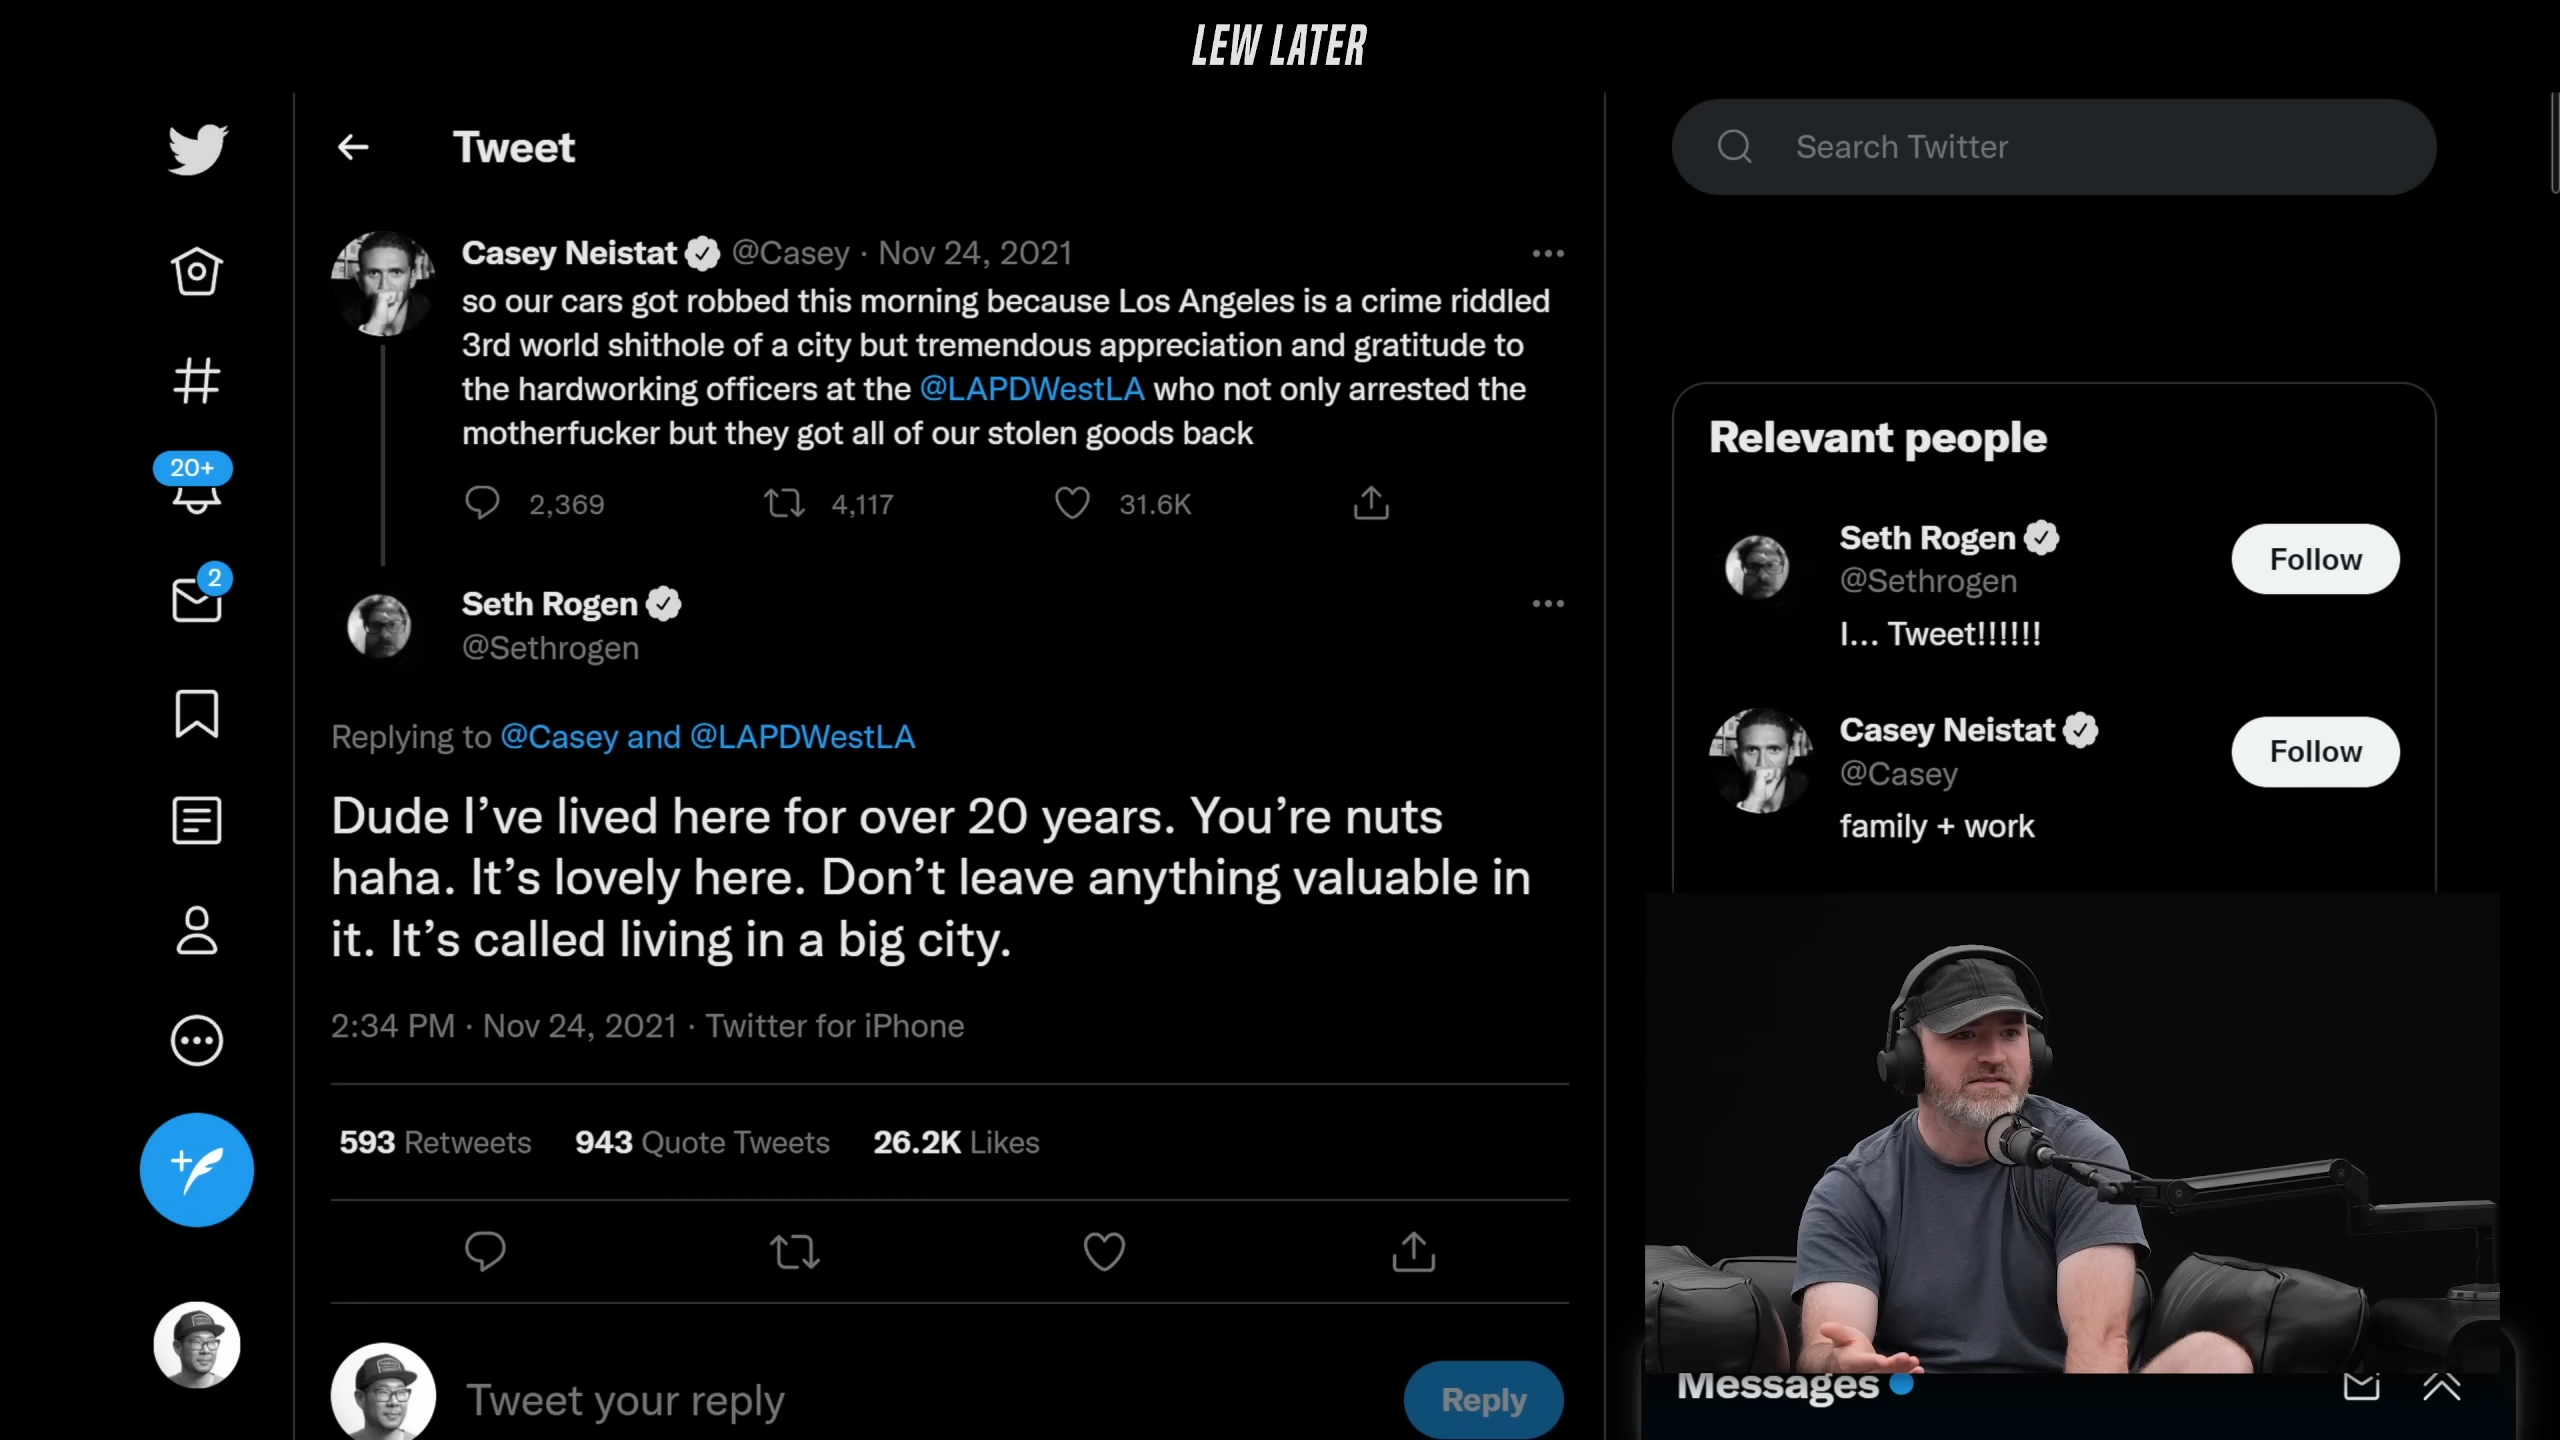 LEW LATER
Tweet
Search Twitter
Casey Neistat @Casey · Nov 24, 2021
so our cars got robbed this morning because Los Angeles is a crime riddled
3rd world shithole of a city but tremendous appreciation and gratitude to
the hardworking officers at the @LAPDWestLA who not only arrested the
motherfucker but they got all of our stolen goods back
2,369 4,117 31.6K
20+
2
Seth Rogen
@Sethrogen
Replying to @Casey and @LAPDWestLA
Dude I’ve lived here for over 20 years. You’re nuts
haha. It’s lovely here. Don’t leave anything valuable in
it. It’s called living in a big city.
2:34 PM · Nov 24, 2021 · Twitter for iPhone
593 Retweets 943 Quote Tweets 26.2K Likes
Tweet your reply
Reply
Relevant people
Seth Rogen
@Sethrogen
Follow
I... Tweet!!!!!!
Casey Neistat
@Casey
Follow
family + work
Messages